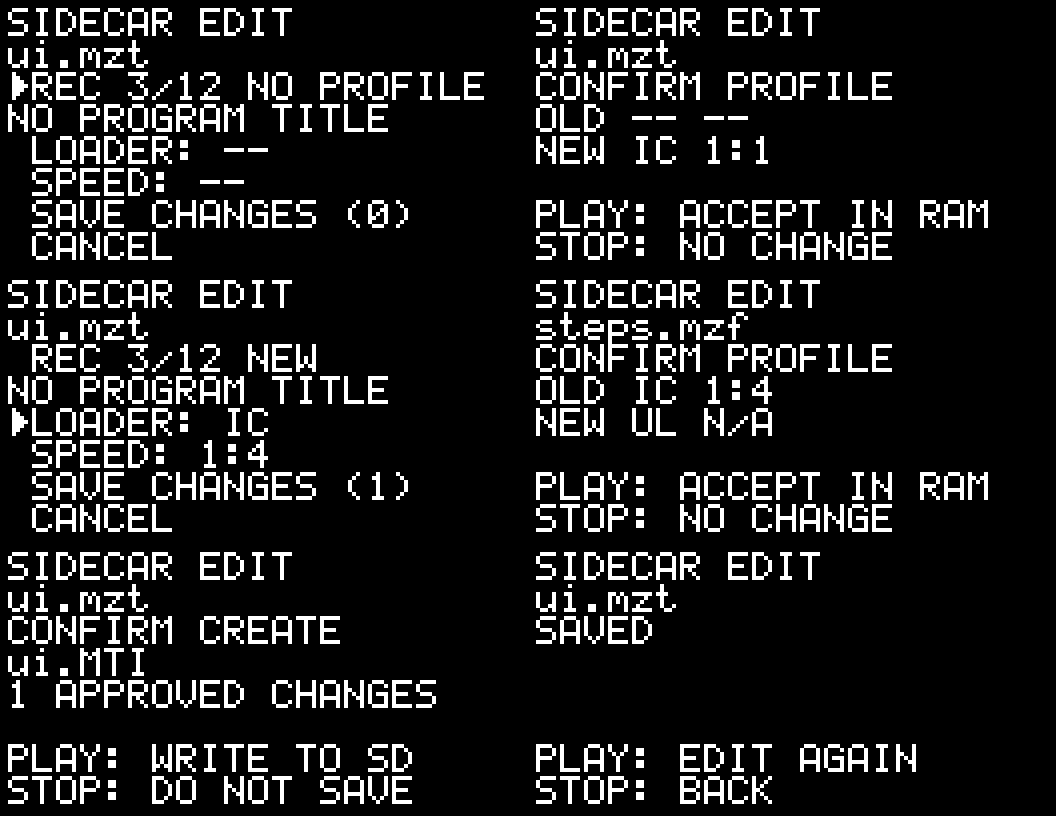 SIDECAR EDIT
ui.mzt
▶REC 3/12 NO PROFILE
NO PROGRAM TITLE
LOADER: --
SPEED: --
SAVE CHANGES (0)
CANCEL
SIDECAR EDIT
ui.mzt
CONFIRM PROFILE
OLD -- --
NEW IC 1:1
PLAY: ACCEPT IN RAM
STOP: NO CHANGE
SIDECAR EDIT
ui.mzt
REC 3/12 NEW
NO PROGRAM TITLE
▶LOADER: IC
SPEED: 1:4
SAVE CHANGES (1)
CANCEL
SIDECAR EDIT
steps.mzf
CONFIRM PROFILE
OLD IC 1:4
NEW UL N/A
PLAY: ACCEPT IN RAM
STOP: NO CHANGE
SIDECAR EDIT
ui.mzt
CONFIRM CREATE
ui.MTI
1 APPROVED CHANGES
PLAY: WRITE TO SD
STOP: DO NOT SAVE
SIDECAR EDIT
ui.mzt
SAVED
PLAY: EDIT AGAIN
STOP: BACK